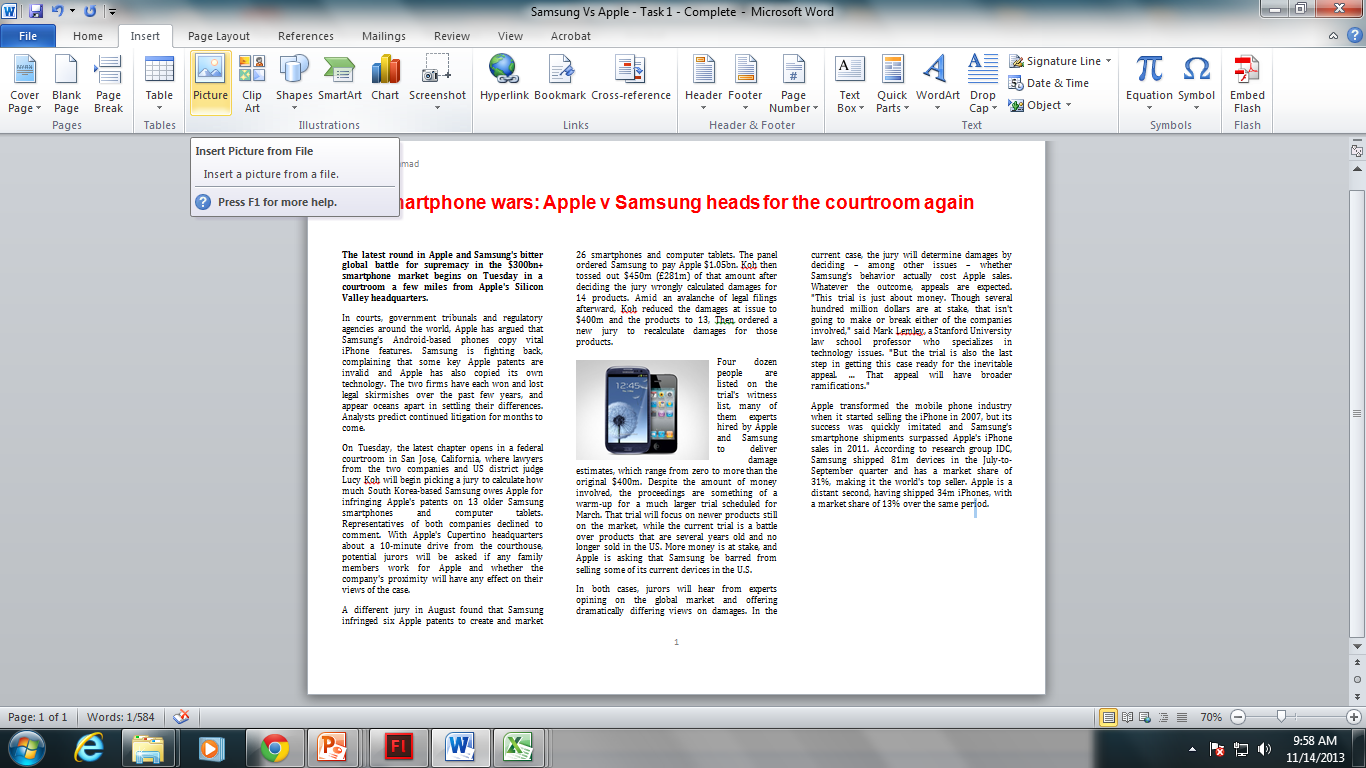 Samsung Vs Apple - Task 1 - Complete - Microsoft Word
File Home Insert Page Layout References Mailings Review View Acrobat
Cover Page Blank Page Page Break Table Picture Clip Art Shapes SmartArt Chart Screenshot Hyperlink Bookmark Cross-reference Header Footer Page Number Text Box Quick Parts WordArt Drop Cap Signature Line Date & Time Object Equation Symbol Embed Flash
Pages Tables Illustrations Links Header & Footer Text Symbols Flash
Insert Picture from File
Insert a picture from a file.
Press F1 for more help.
wars: Apple v Samsung heads for the courtroom again
The latest round in Apple and Samsung's bitter
global battle for supremacy in the $300bn+
smartphone market begins on Tuesday in a
courtroom a few miles from Apple's Silicon
Valley headquarters.
In courts, government tribunals and regulatory
agencies around the world, Apple has argued that
Samsung's Android-based phones copy vital
iPhone features. Samsung is fighting back,
complaining that some key Apple patents are
invalid and Apple has also copied its own
technology. The two firms have each won and lost
legal skirmishes over the past few years, and
appear oceans apart in settling their differences.
Analysts predict continued litigation for months to
come.
On Tuesday, the latest chapter opens in a federal
courtroom in San Jose, California, where lawyers
from the two companies and US district judge
Lucy Koh will begin picking a jury to calculate how
much South Korea-based Samsung owes Apple for
infringing Apple's patents on 13 older Samsung
smartphones and computer tablets.
Representatives of both companies declined to
comment. With Apple's Cupertino headquarters
about a 10-minute drive from the courthouse,
potential jurors will be asked if any family
members work for Apple and whether the
company's proximity will have any effect on their
views of the case.
A different jury in August found that Samsung
infringed six Apple patents to create and market
26 smartphones and computer tablets. The panel
ordered Samsung to pay Apple $1.05bn. Koh then
tossed out $450m (£281m) of that amount after
deciding the jury wrongly calculated damages for
14 products. Amid an avalanche of legal filings
afterward, Koh reduced the damages at issue to
$400m and the products to 13, Then ordered a
new jury to recalculate damages for those
products.
12:45
Four dozen
people are
listed on the
trial's witness
list, many of
them experts
hired by Apple
and Samsung
to deliver
damage
estimates, which range from zero to more than the
original $400m. Despite the amount of money
involved, the proceedings are something of a
warm-up for a much larger trial scheduled for
March. That trial will focus on newer products still
on the market, while the current trial is a battle
over products that are several years old and no
longer sold in the US. More money is at stake, and
Apple is asking that Samsung be barred from
selling some of its current devices in the U.S.
In both cases, jurors will hear from experts
opining on the global market and offering
dramatically differing views on damages. In the
current case, the jury will determine damages by
deciding – among other issues – whether
Samsung's behavior actually cost Apple sales.
Whatever the outcome, appeals are expected.
"This trial is just about money. Though several
hundred million dollars are at stake, that isn't
going to make or break either of the companies
involved," said Mark Lemley, a Stanford University
law school professor who specializes in
technology issues. "But the trial is also the last
step in getting this case ready for the inevitable
appeal. ... That appeal will have broader
ramifications."
Apple transformed the mobile phone industry
when it started selling the iPhone in 2007, but its
success was quickly imitated and Samsung's
smartphone shipments surpassed Apple's iPhone
sales in 2011. According to research group IDC,
Samsung shipped 81m devices in the July-to-
September quarter and has a market share of
31%, making it the world's top seller. Apple is a
distant second, having shipped 34m iPhones, with
a market share of 13% over the same period.
1
Page: 1 of 1 Words: 1/584 70%
9:58 AM
11/14/2013